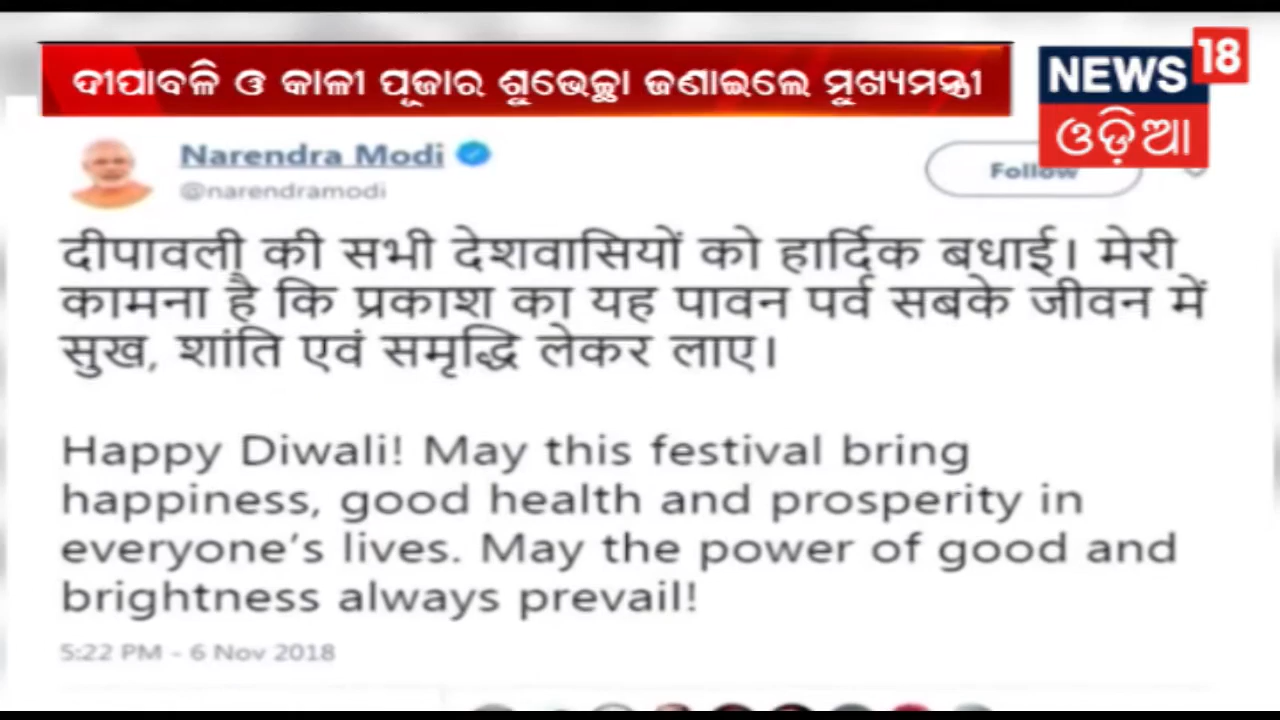 ଦୀପାବଳି ଓ କାଳୀ ପୂଜାର ଶୁଭେଚ୍ଛା ଜଣାଇଲେ ମୁଖ୍ୟମନ୍ତ୍ରୀ
NEWS 18
ଓଡ଼ିଆ
Narendra Modi
@narendramodi
Follow
दीपावली की सभी देशवासियों को हार्दिक बधाई। मेरी
कामना है कि प्रकाश का यह पावन पर्व सबके जीवन में
सुख, शांति एवं समृद्धि लेकर लाए।
Happy Diwali! May this festival bring
happiness, good health and prosperity in
everyone's lives. May the power of good and
brightness always prevail!
5:22 PM - 6 Nov 2018